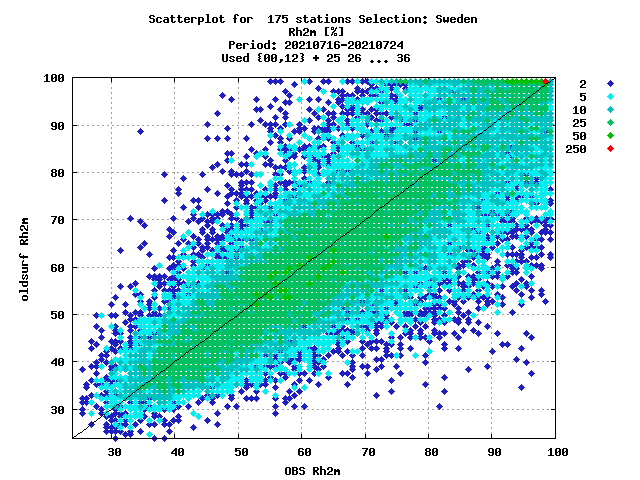 Scatterplot for  175 stations Selection: Sweden
Rh2m [%]
Period: 20210716-20210724
Used {00,12} + 25 26 ... 36
100
90
80
70
60
50
40
30
oldsurf Rh2m
30 40 50 60 70 80 90 100
OBS Rh2m
2
5
10
25
50
250